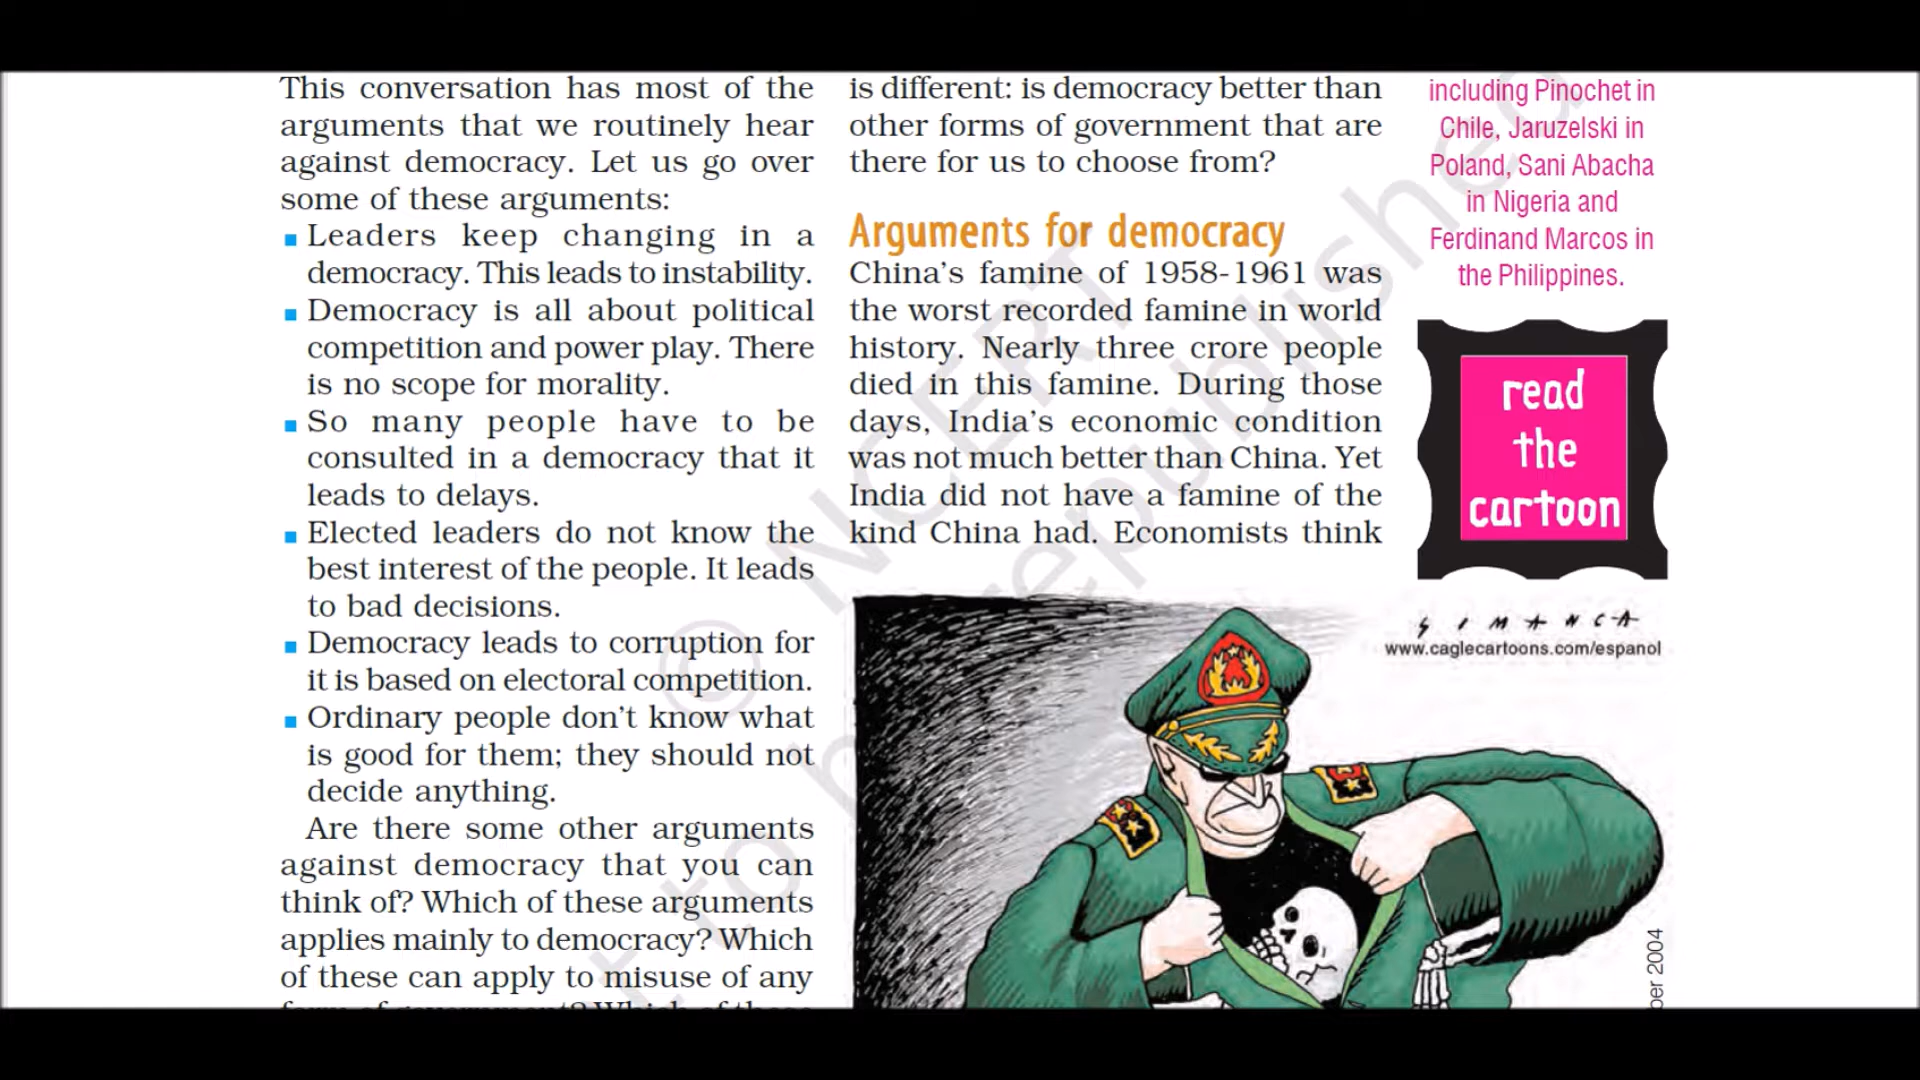 This conversation has most of the
arguments that we routinely hear
against democracy. Let us go over
some of these arguments:
Leaders keep changing in a
democracy. This leads to instability.
Democracy is all about political
competition and power play. There
is no scope for morality.
So many people have to be
consulted in a democracy that it
leads to delays.
Elected leaders do not know the
best interest of the people. It leads
to bad decisions.
Democracy leads to corruption for
it is based on electoral competition.
Ordinary people don't know what
is good for them; they should not
decide anything.
Are there some other arguments
against democracy that you can
think of? Which of these arguments
applies mainly to democracy? Which
of these can apply to misuse of any
is different: is democracy better than
other forms of government that are
there for us to choose from?
Arguments for democracy
China's famine of 1958-1961 was
the worst recorded famine in world
history. Nearly three crore people
died in this famine. During those
days, India's economic condition
was not much better than China. Yet
India did not have a famine of the
kind China had. Economists think
including Pinochet in
Chile, Jaruzelski in
Poland, Sani Abacha
in Nigeria and
Ferdinand Marcos in
the Philippines.
read
the
cartoon
SIMANCA
www.caglecartoons.com/espanol
ber 2004
© NCERT
t to be republished